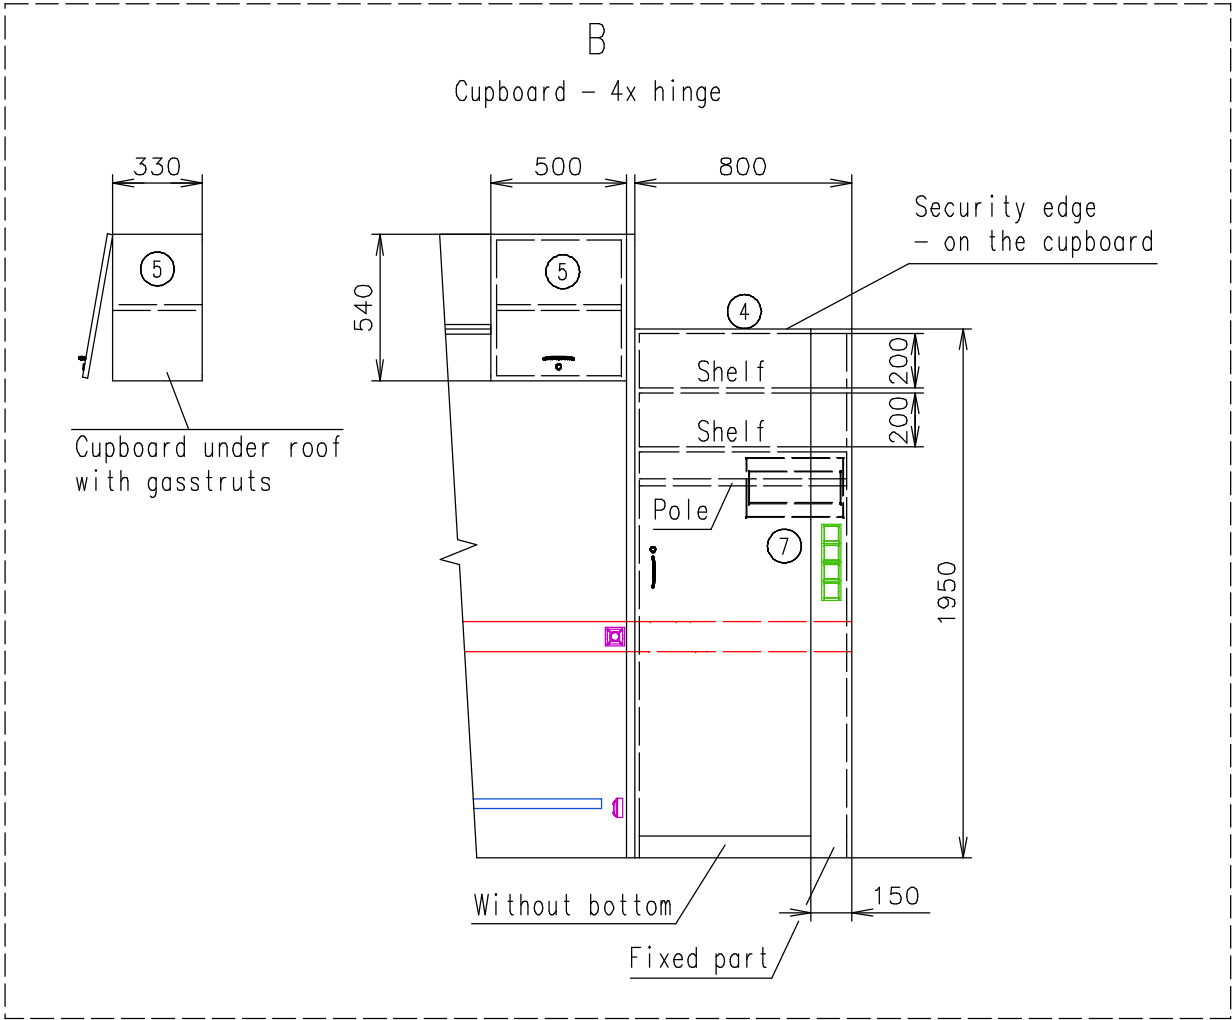 B
Cupboard – 4x hinge
330
500
800
Security edge
– on the cupboard
5
5
540
4
Shelf
200
Shelf
200
Cupboard under roof
with gasstruts
Pole
7
1950
Without bottom
150
Fixed part